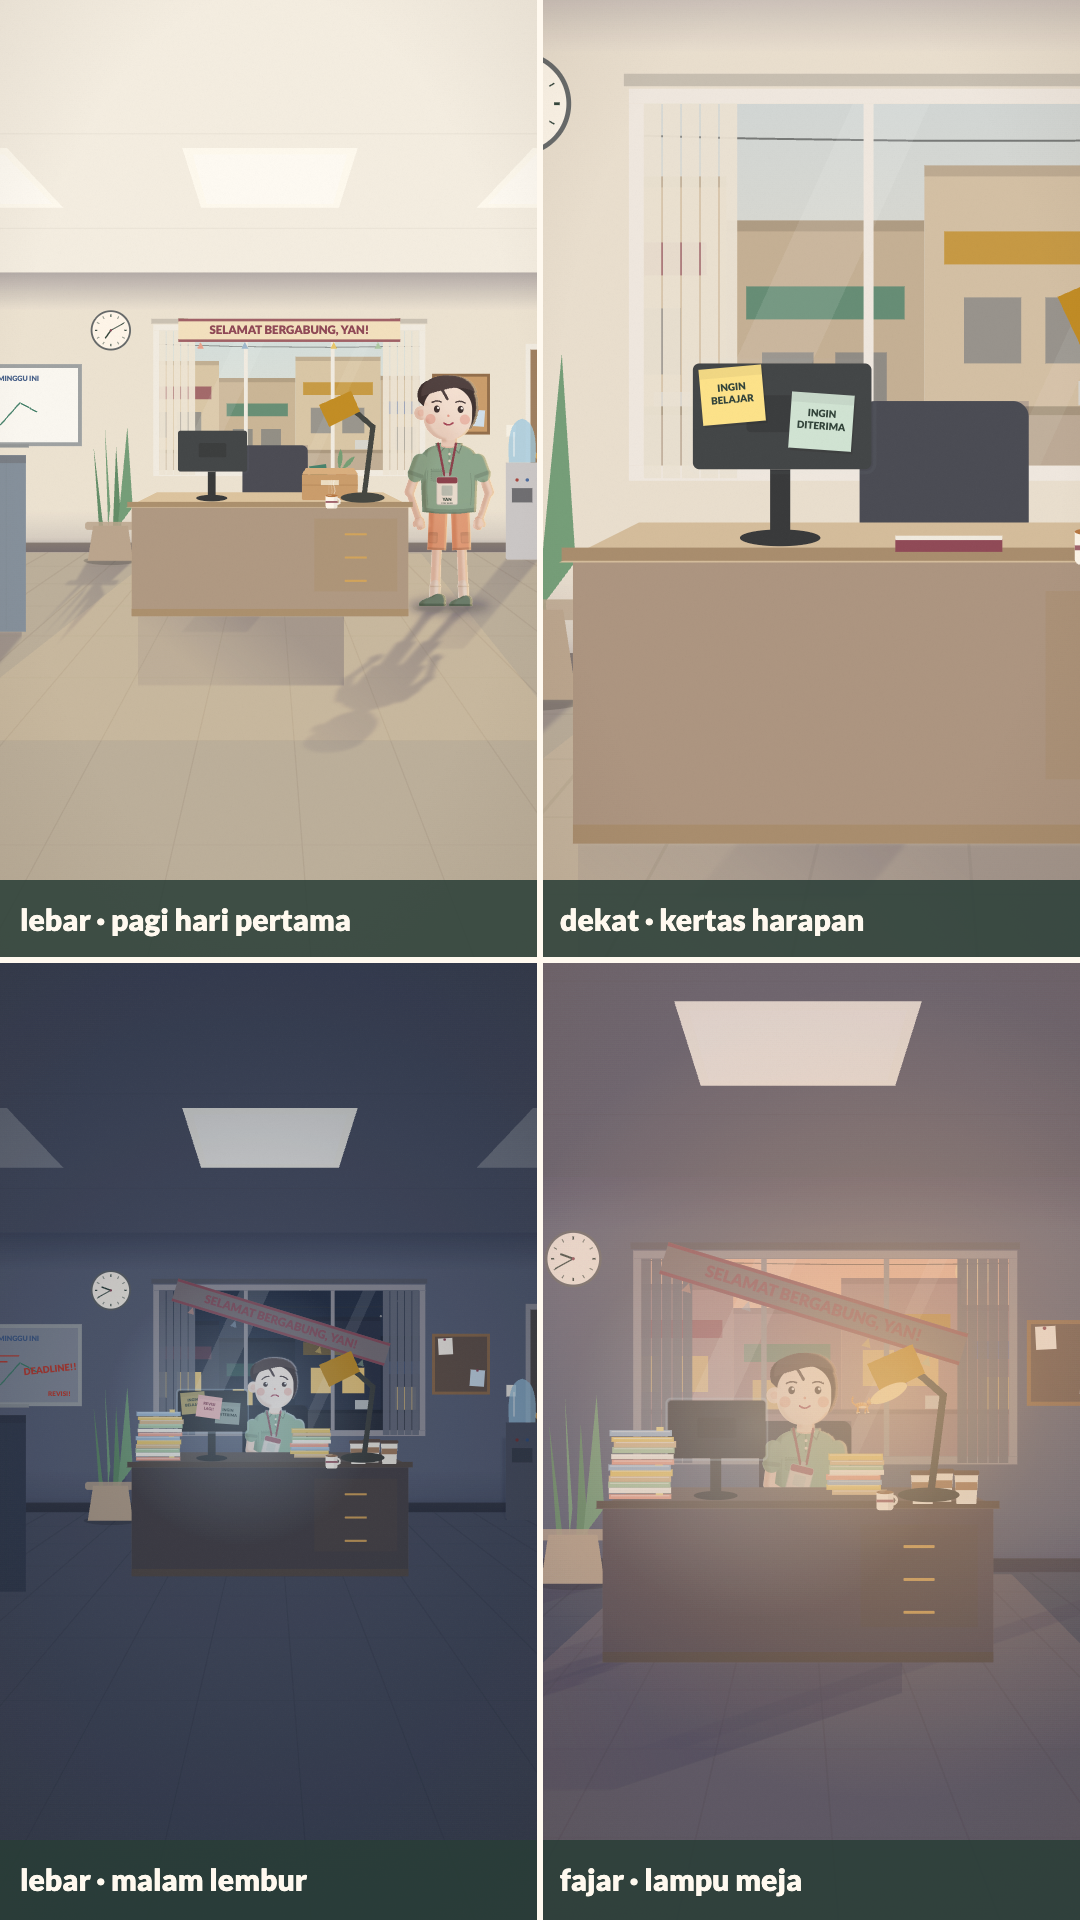 SELAMAT BERGABUNG, YAN!
MINGGU INI
YAN
lebar · pagi hari pertama
INGIN
BELAJAR
INGIN
DITERIMA
dekat · kertas harapan
SELAMAT BERGABUNG, YAN!
MINGGU INI
DEADLINE!!
REVISI!
lebar · malam lembur
SELAMAT BERGABUNG, YAN!
fajar · lampu meja